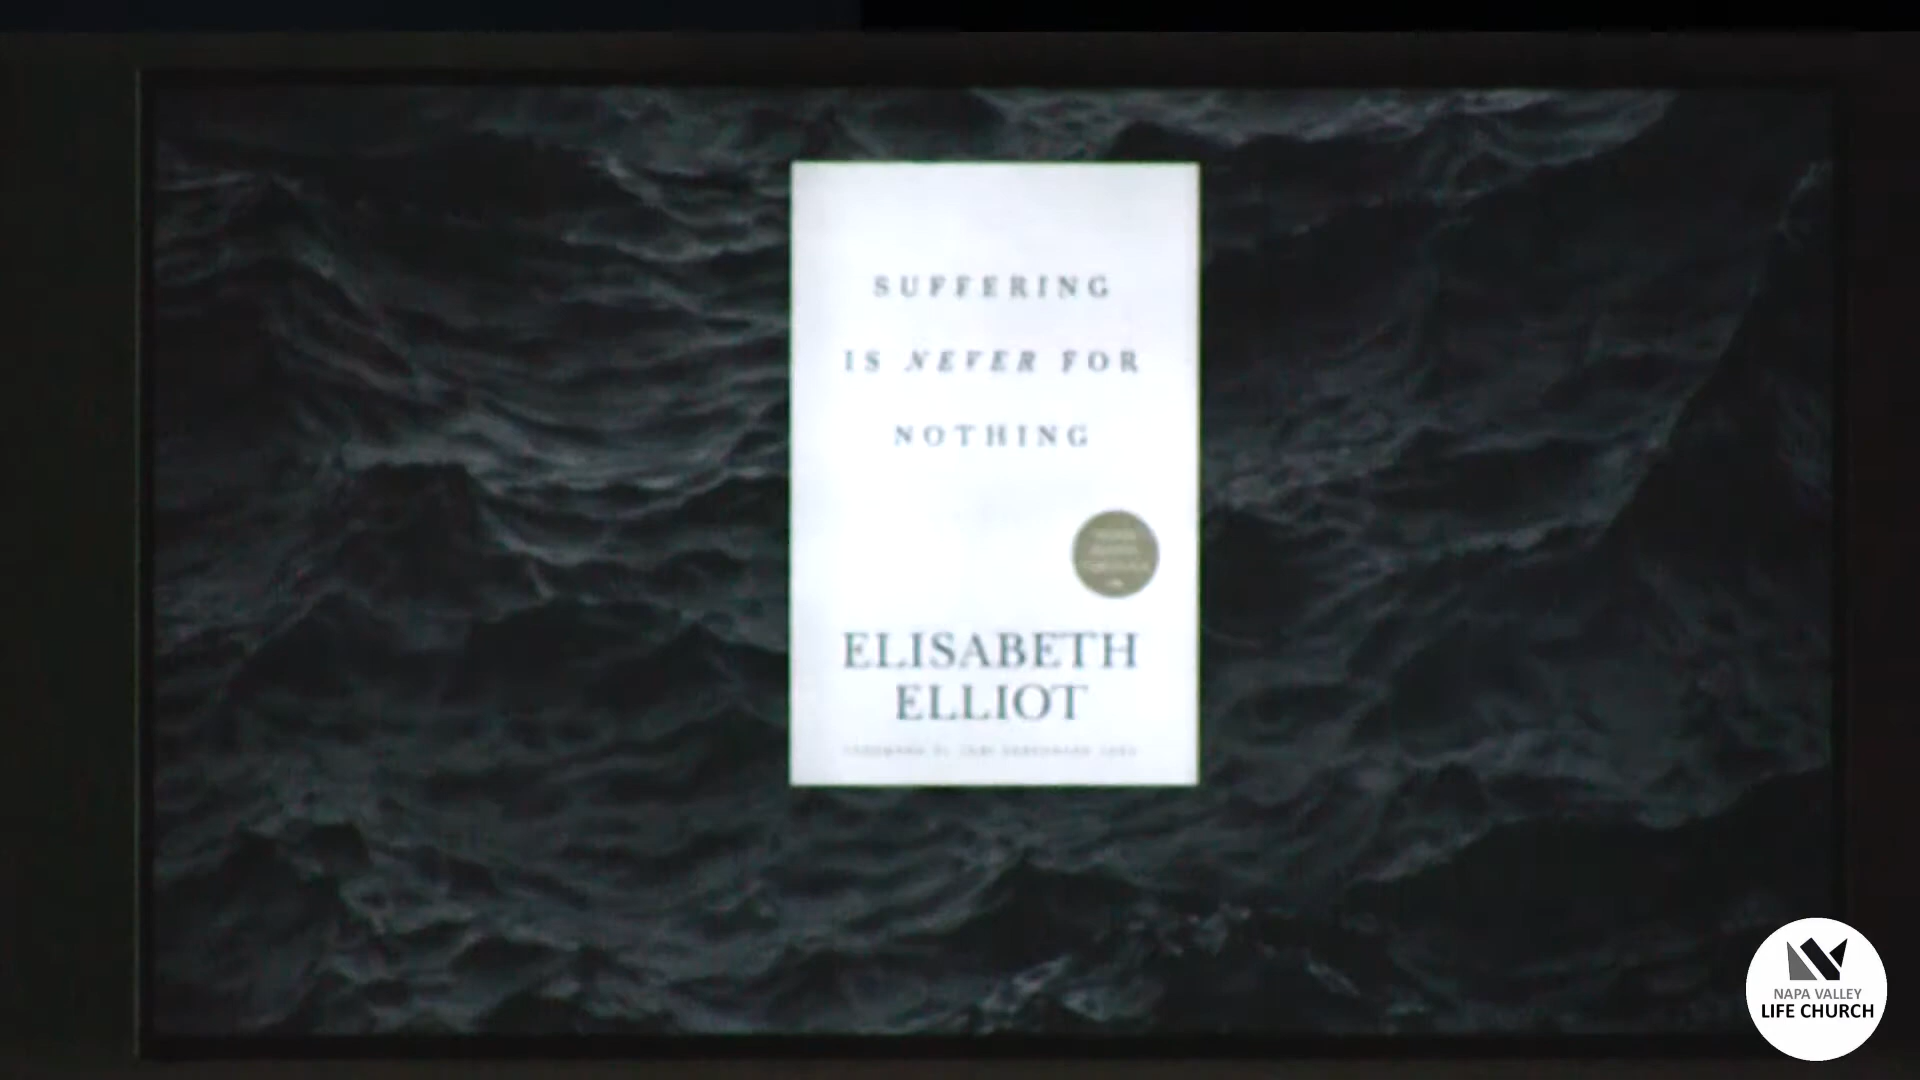 SUFFERING
IS NEVER FOR
NOTHING
ELISABETH
ELLIOT
NAPA VALLEY
LIFE CHURCH